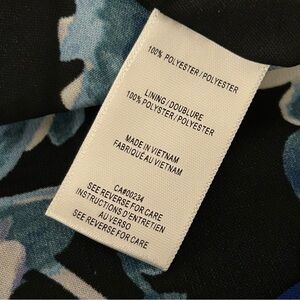 100% POLYESTER/POLYESTER
LINING/DOUBLURE
100% POLYESTER/POLYESTER
MADE IN VIETNAM
FABRIQUE AU VIETNAM
CA#00234
SEE REVERSE FOR CARE
INSTRUCTIONS D'ENTRETIEN
AU VERSO
SEE REVERSE FOR CARE